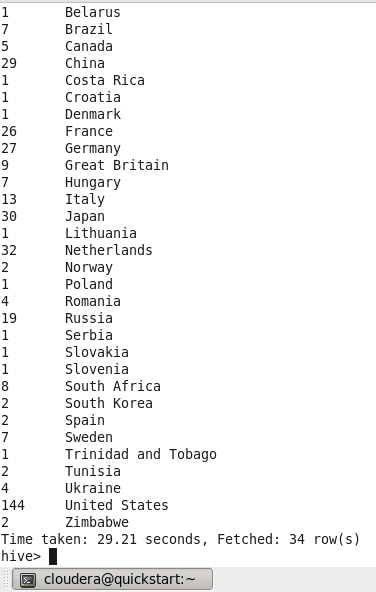 1       Belarus
7       Brazil
5       Canada
29      China
1       Costa Rica
1       Croatia
1       Denmark
26      France
27      Germany
9       Great Britain
7       Hungary
13      Italy
30      Japan
1       Lithuania
32      Netherlands
2       Norway
1       Poland
4       Romania
19      Russia
1       Serbia
1       Slovakia
1       Slovenia
8       South Africa
2       South Korea
2       Spain
7       Sweden
1       Trinidad and Tobago
2       Tunisia
4       Ukraine
144     United States
2       Zimbabwe
Time taken: 29.21 seconds, Fetched: 34 row(s)
hive>
cloudera@quickstart:~